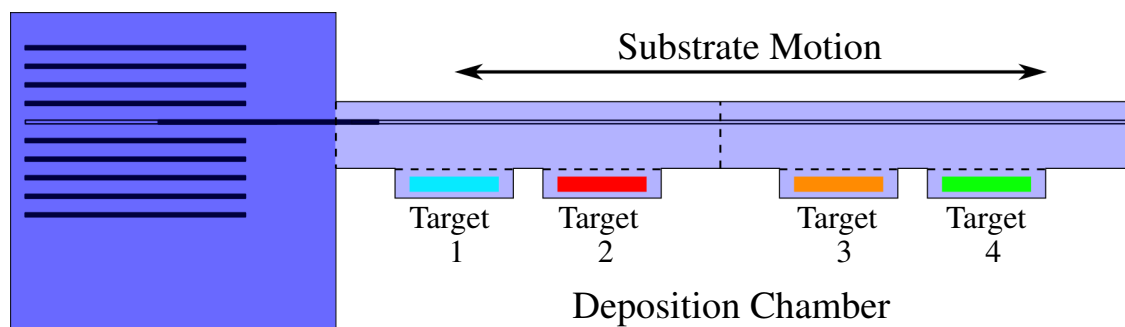 Substrate Motion
Target
1
Target
2
Target
3
Target
4
Deposition Chamber